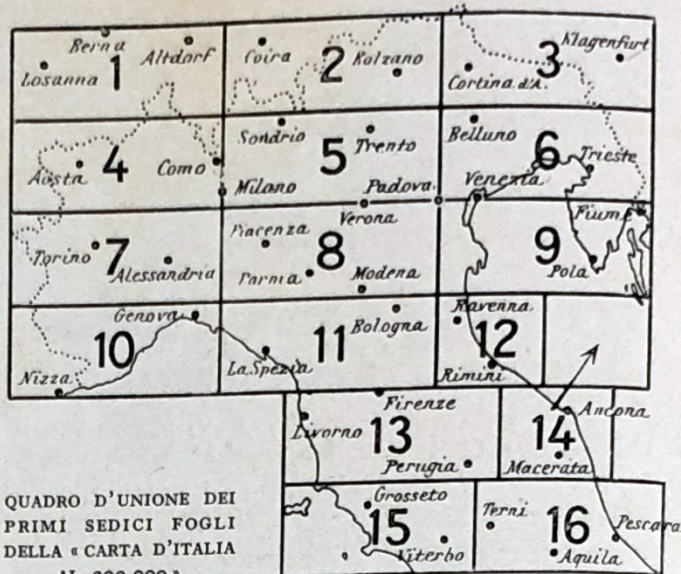 Berna
Altdorf
Losanna
1
Coira
2
Bolzano
3
Klagenfurt
Cortina d'A.
Aosta
4
Como
Sondrio
5
Trento
Milano
Padova
Verona
Belluno
6
Trieste
Venezia
Fiume
Torino
7
Alessandria
Piacenza
8
Parma
Modena
9
Pola
Genova
10
Nizza
Bologna
11
La Spezia
Ravenna
12
Rimini
Firenze
Livorno
13
Perugia
Ancona
14
Macerata
Grosseto
15
Viterbo
Terni
16
Pescara
Aquila
QUADRO D'UNIONE DEI
PRIMI SEDICI FOGLI
DELLA « CARTA D'ITALIA